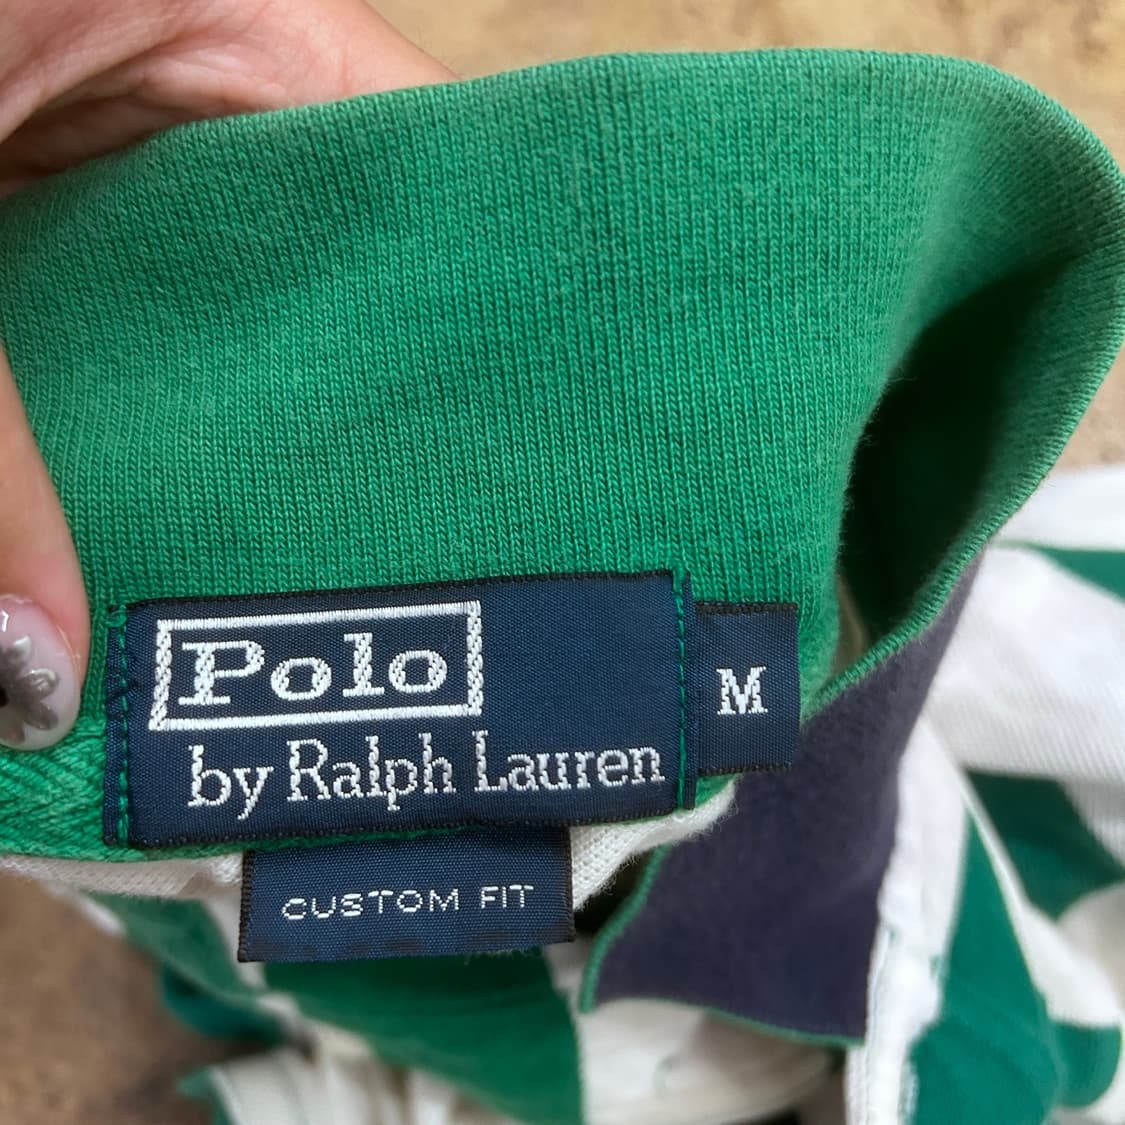 Polo
by Ralph Lauren
M
CUSTOM FIT